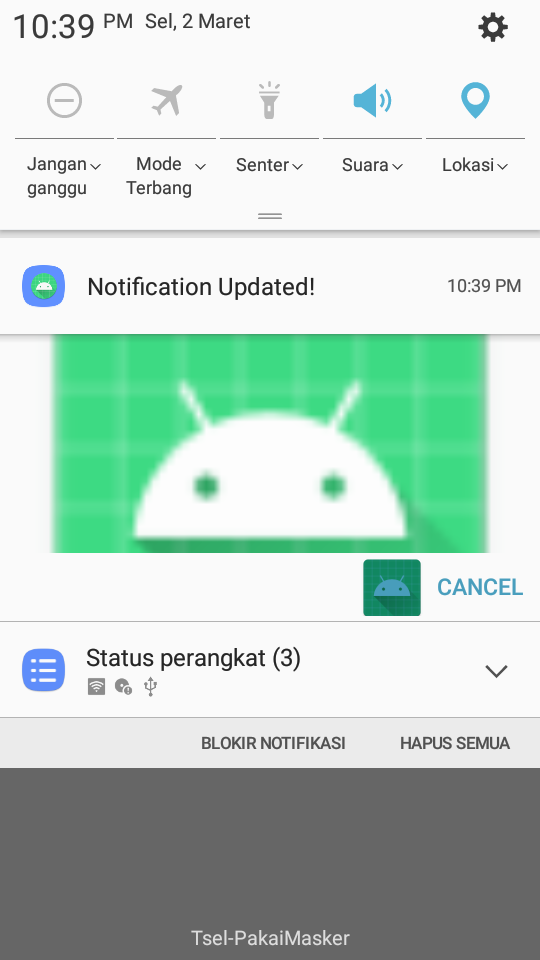 10:39 PM Sel, 2 Maret
Jangan ganggu
Mode Terbang
Senter
Suara
Lokasi
Notification Updated!
10:39 PM
CANCEL
Status perangkat (3)
BLOKIR NOTIFIKASI
HAPUS SEMUA
Tsel-PakaiMasker